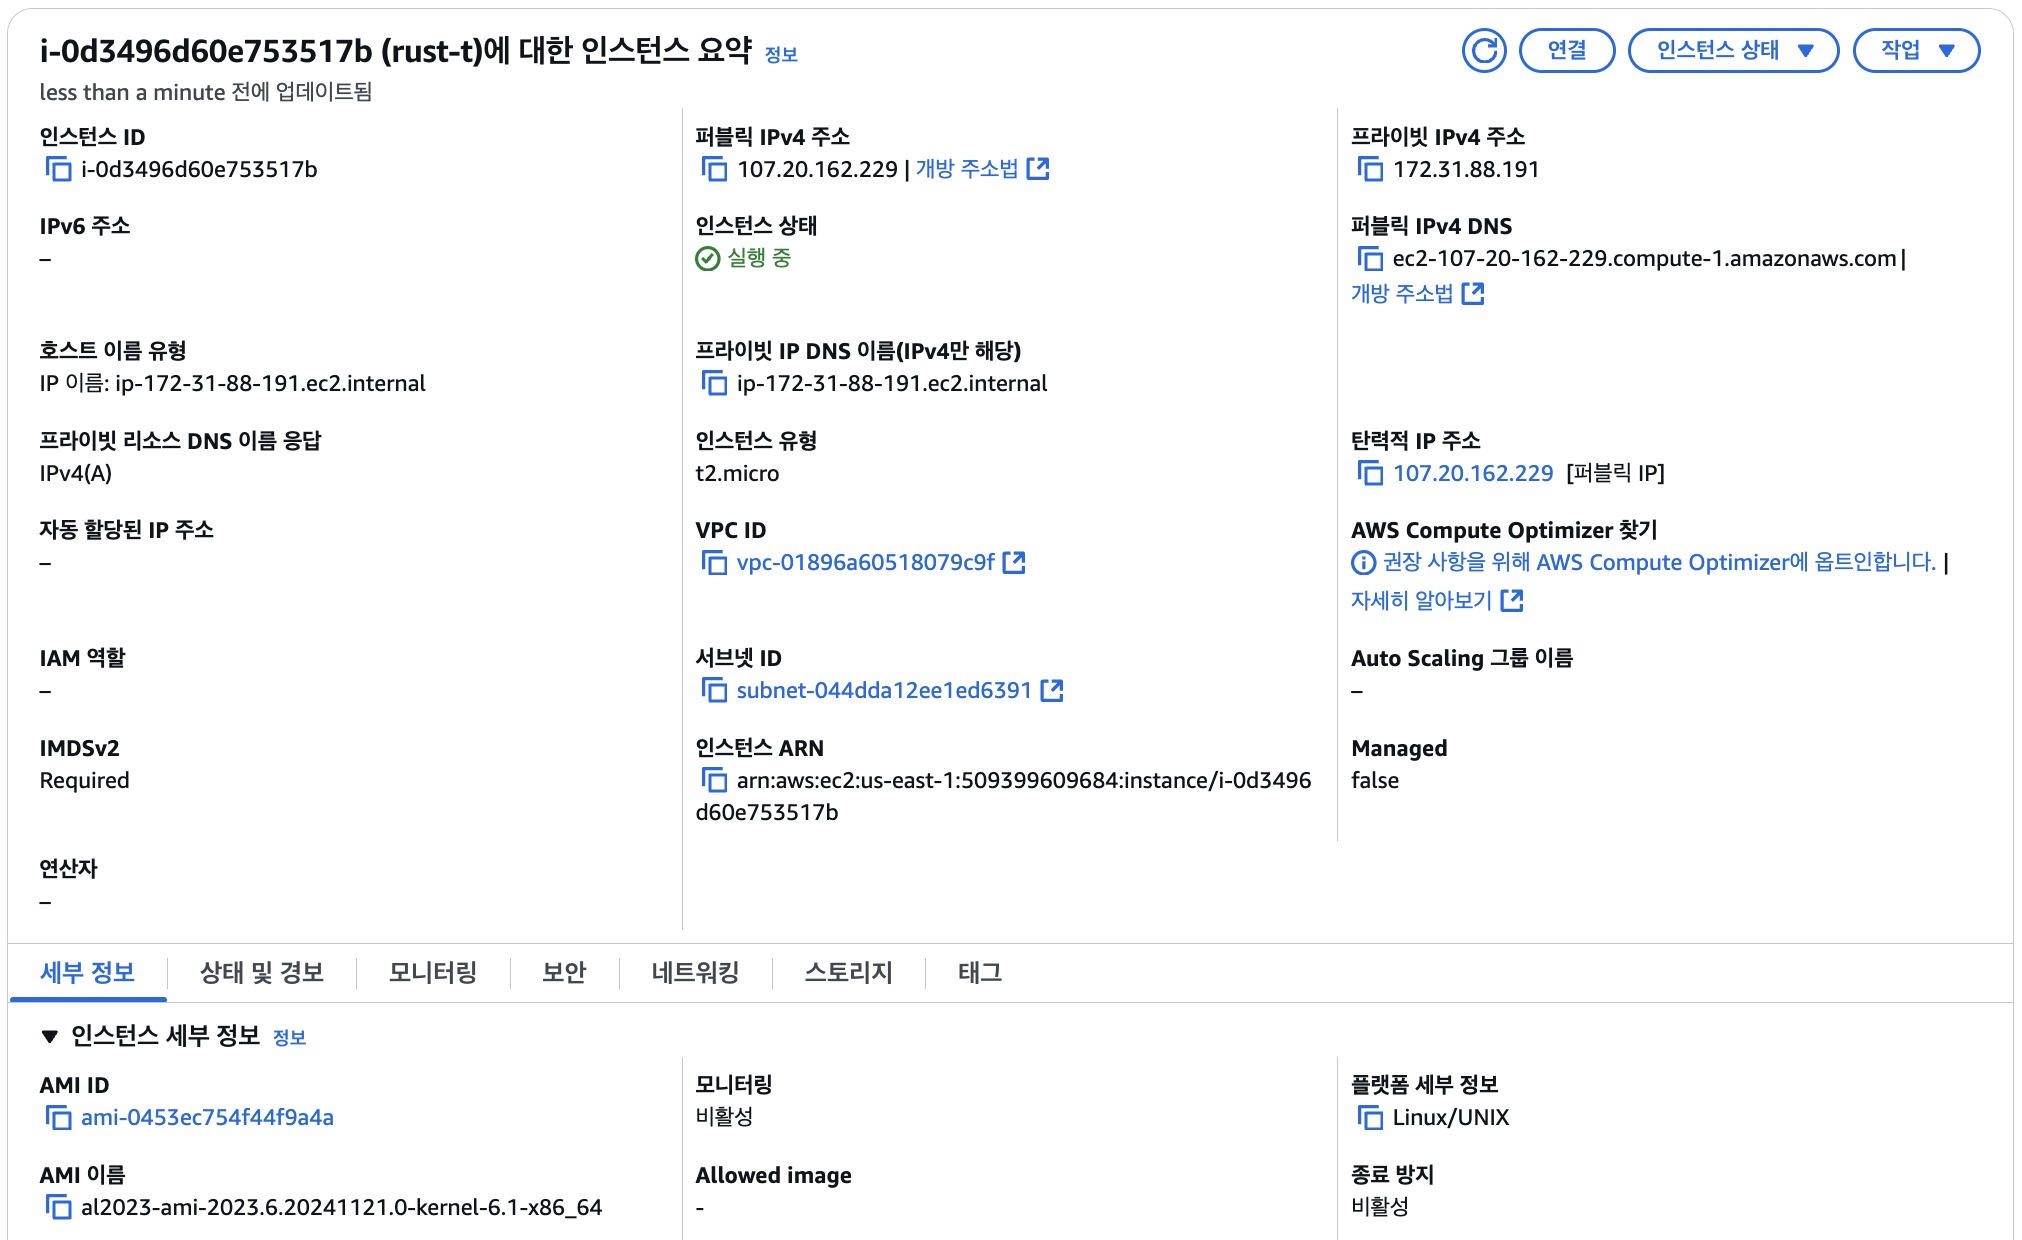 i-0d3496d60e753517b (rust-t)에 대한 인스턴스 요약 정보
less than a minute 전에 업데이트됨
연결
인스턴스 상태
작업
인스턴스 ID
i-0d3496d60e753517b
퍼블릭 IPv4 주소
107.20.162.229 | 개방 주소법
프라이빗 IPv4 주소
172.31.88.191
IPv6 주소
–
인스턴스 상태
실행 중
퍼블릭 IPv4 DNS
ec2-107-20-162-229.compute-1.amazonaws.com |
개방 주소법
호스트 이름 유형
IP 이름: ip-172-31-88-191.ec2.internal
프라이빗 IP DNS 이름(IPv4만 해당)
ip-172-31-88-191.ec2.internal
프라이빗 리소스 DNS 이름 응답
IPv4(A)
인스턴스 유형
t2.micro
탄력적 IP 주소
107.20.162.229 [퍼블릭 IP]
자동 할당된 IP 주소
–
VPC ID
vpc-01896a60518079c9f
AWS Compute Optimizer 찾기
권장 사항을 위해 AWS Compute Optimizer에 옵트인합니다. |
자세히 알아보기
IAM 역할
–
서브넷 ID
subnet-044dda12ee1ed6391
Auto Scaling 그룹 이름
–
IMDSv2
Required
인스턴스 ARN
arn:aws:ec2:us-east-1:509399609684:instance/i-0d3496
d60e753517b
Managed
false
연산자
–
세부 정보
상태 및 경보
모니터링
보안
네트워킹
스토리지
태그
인스턴스 세부 정보 정보
AMI ID
ami-0453ec754f44f9a4a
모니터링
비활성
플랫폼 세부 정보
Linux/UNIX
AMI 이름
al2023-ami-2023.6.20241121.0-kernel-6.1-x86_64
Allowed image
-
종료 방지
비활성